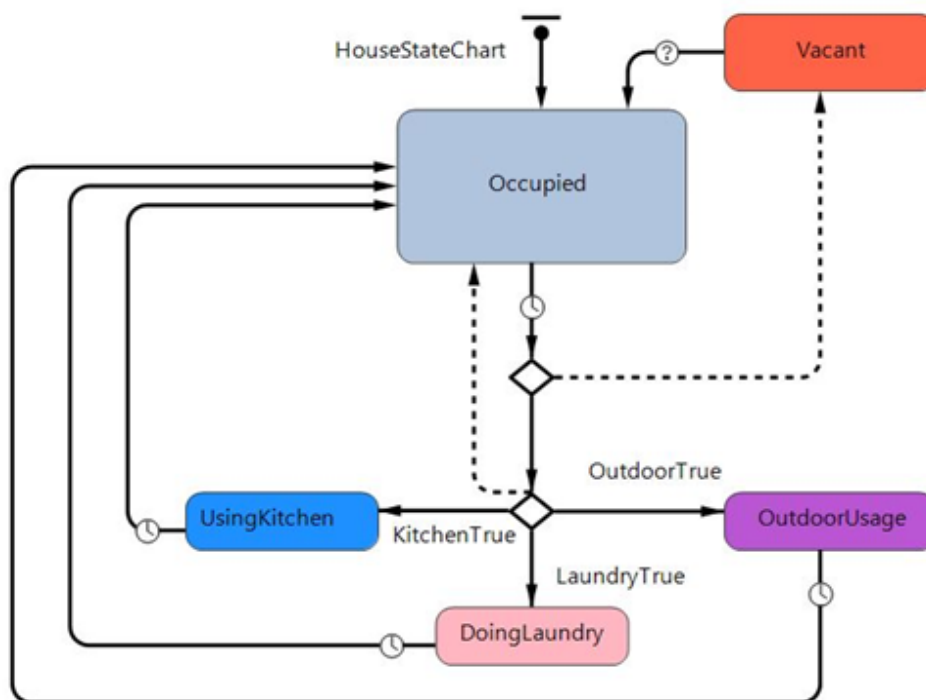 HouseStateChart
Vacant
?
Occupied
OutdoorTrue
UsingKitchen
KitchenTrue
OutdoorUsage
LaundryTrue
DoingLaundry